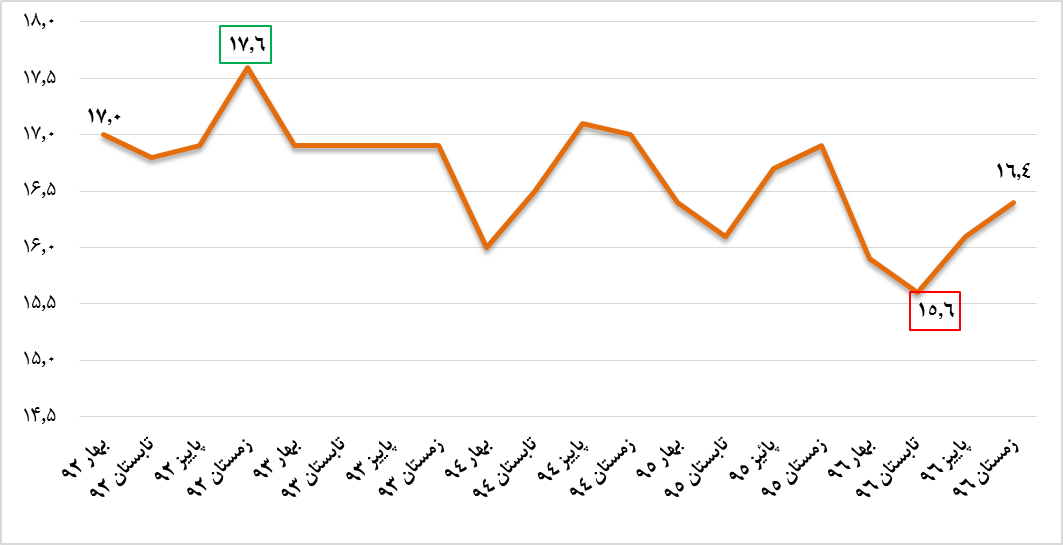 ۱۸٫۰
۱۷٫۵
۱۷٫۰
۱۶٫۵
۱۶٫۰
۱۵٫۵
۱۵٫۰
۱۴٫۵
۱۷٫۰
۱۷٫۶
۱۵٫۶
۱۶٫۴
بهار ۹۲
تابستان ۹۲
پاییز ۹۲
زمستان ۹۲
بهار ۹۳
تابستان ۹۳
پاییز ۹۳
زمستان ۹۳
بهار ۹۴
تابستان ۹۴
پاییز ۹۴
زمستان ۹۴
بهار ۹۵
تابستان ۹۵
پائیز ۹۵
زمستان ۹۵
بهار ۹۶
تابستان ۹۶
پاییز ۹۶
زمستان ۹۶